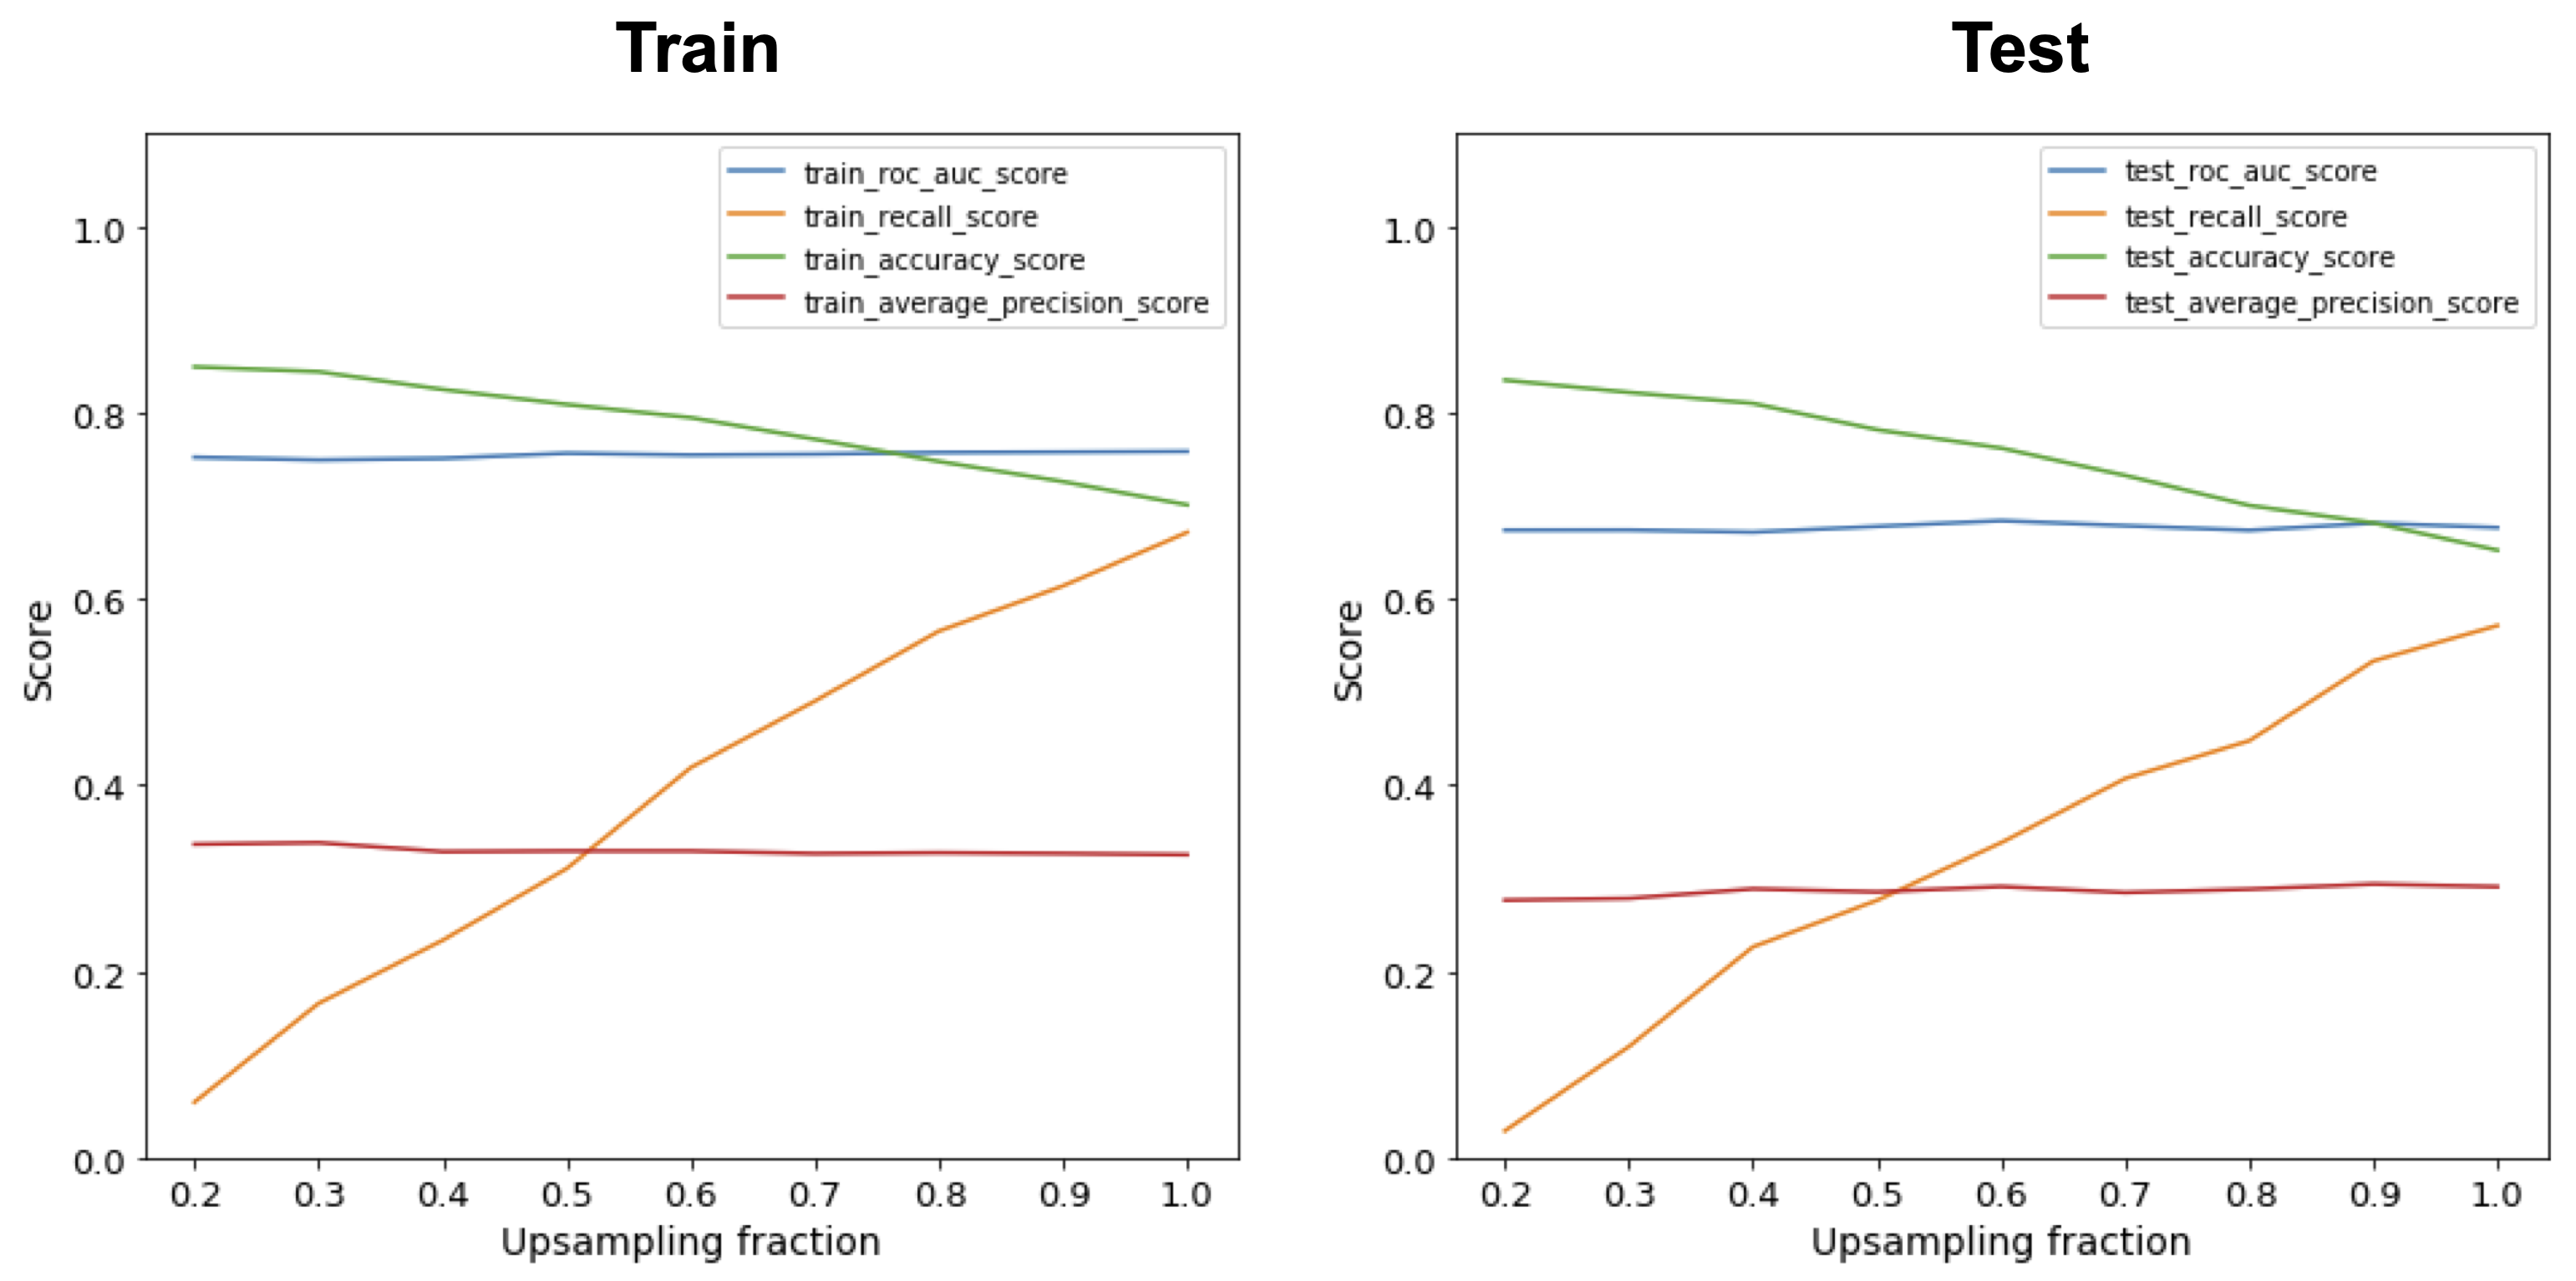 Train
train_roc_auc_score
train_recall_score
train_accuracy_score
train_average_precision_score
1.0
0.8
0.6
0.4
0.2
0.0
Score
0.2 0.3 0.4 0.5 0.6 0.7 0.8 0.9 1.0
Upsampling fraction
Test
test_roc_auc_score
test_recall_score
test_accuracy_score
test_average_precision_score
1.0
0.8
0.6
0.4
0.2
0.0
Score
0.2 0.3 0.4 0.5 0.6 0.7 0.8 0.9 1.0
Upsampling fraction